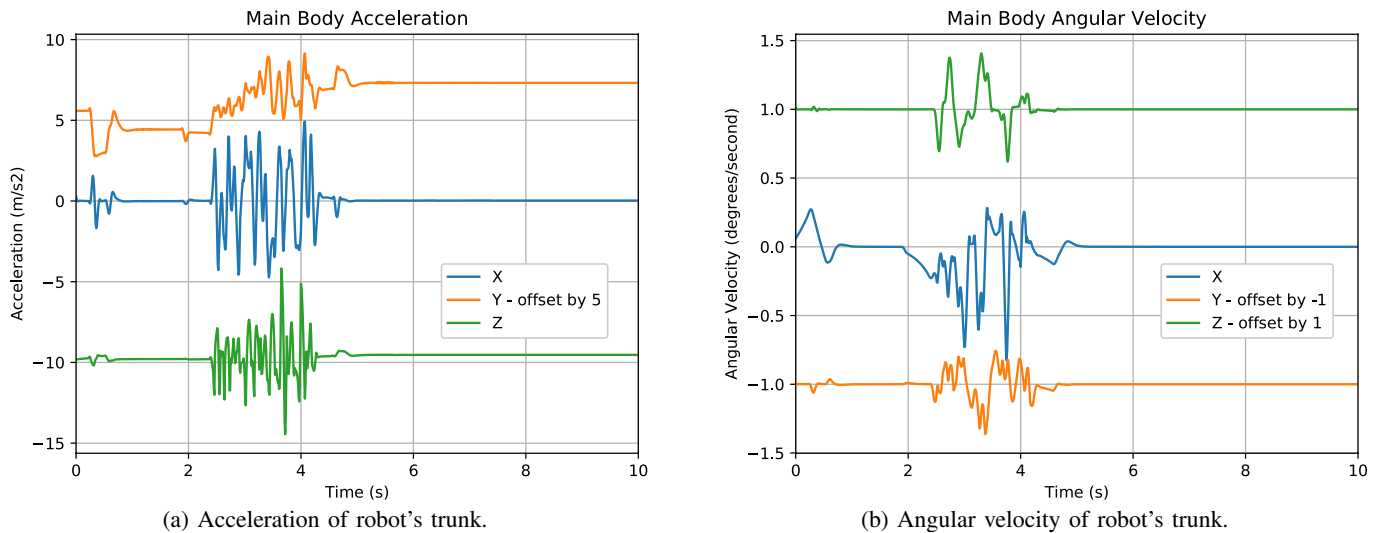 Main Body Acceleration
10
5
0
−5
−10
−15
Acceleration (m/s2)
X
Y - offset by 5
Z
0
2
4
6
8
10
Time (s)
(a) Acceleration of robot's trunk.
Main Body Angular Velocity
1.5
1.0
0.5
0.0
−0.5
−1.0
−1.5
Angular Velocity (degrees/second)
X
Y - offset by -1
Z - offset by 1
0
2
4
6
8
10
Time (s)
(b) Angular velocity of robot's trunk.